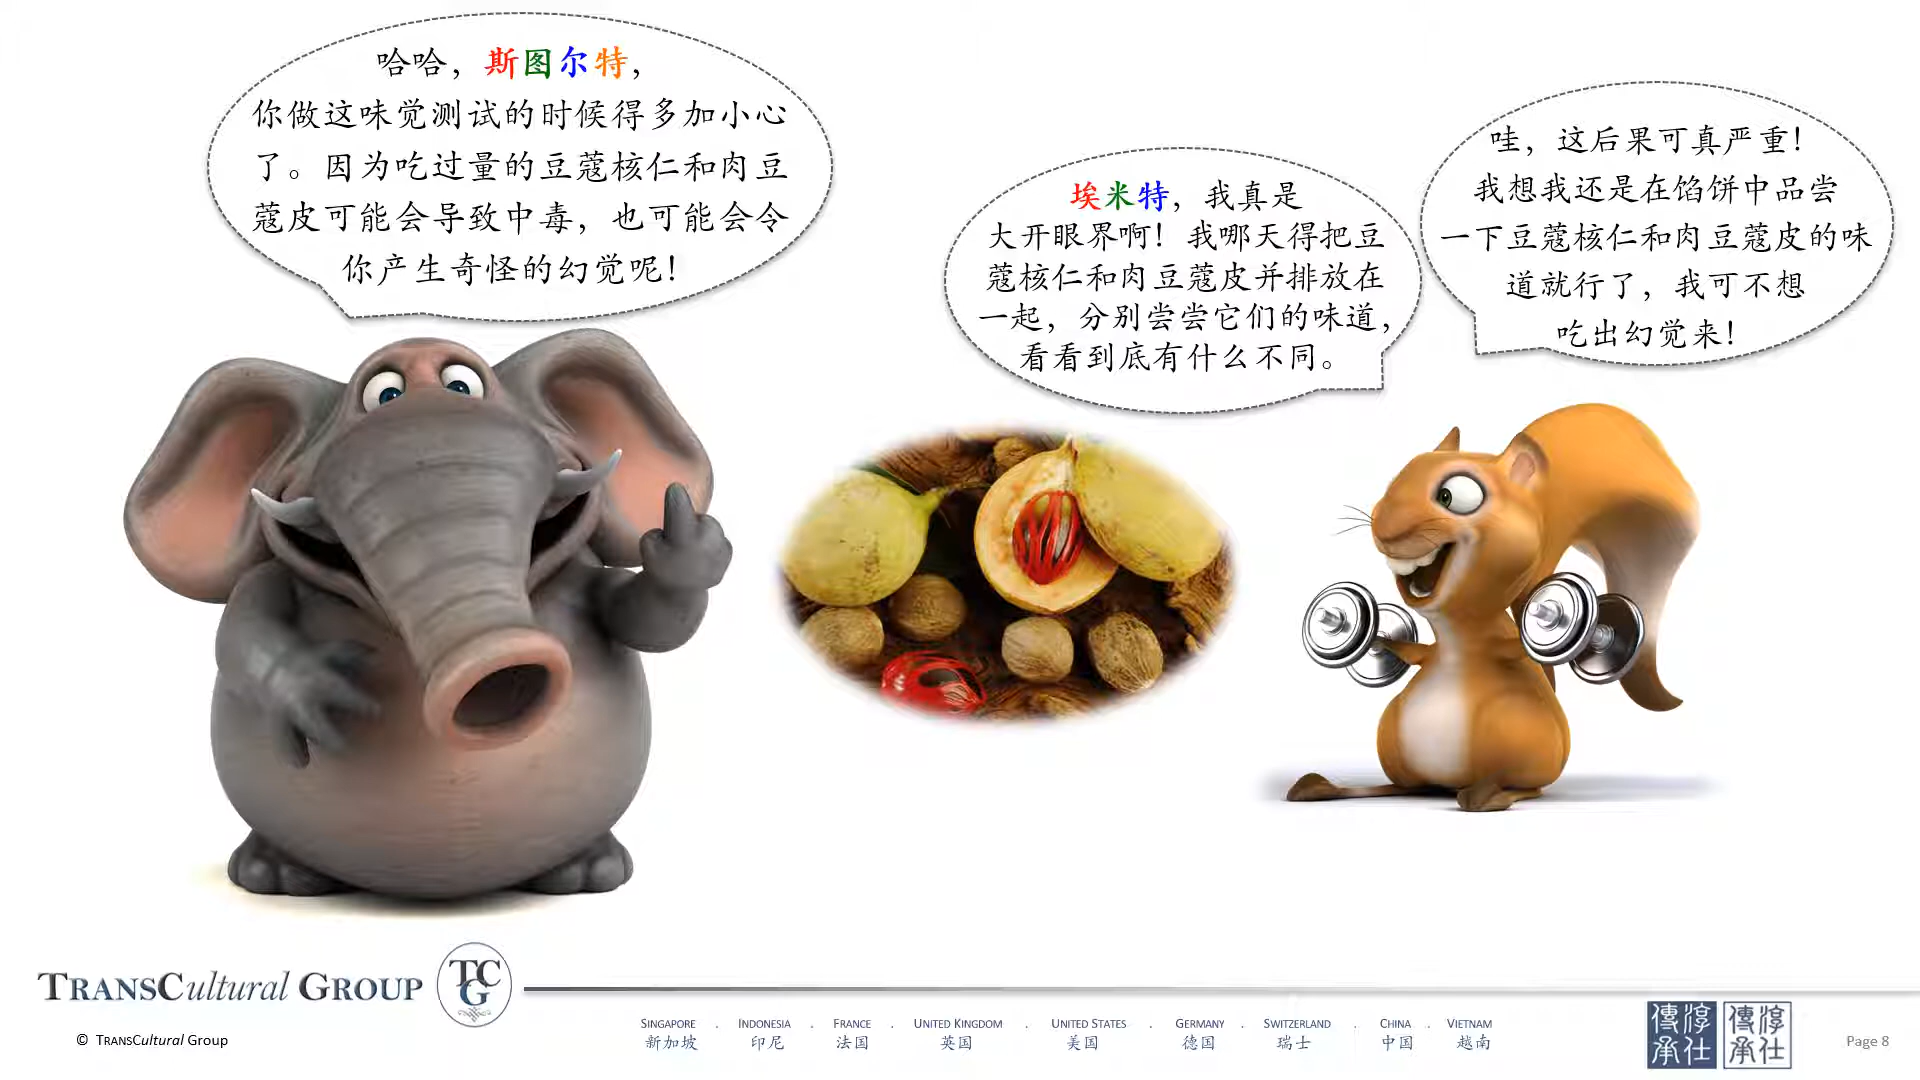 哈哈，斯图尔特，
你做这味觉测试的时候得多加小心
了。因为吃过量的豆蔻核仁和肉豆
蔻皮可能会导致中毒，也可能会令
你产生奇怪的幻觉呢！
埃米特，我真是
大开眼界啊！我哪天得把豆
蔻核仁和肉豆蔻皮并排放在
一起，分别尝尝它们的味道，
看看到底有什么不同。
哇，这后果可真严重！
我想我还是在馅饼中品尝
一下豆蔻核仁和肉豆蔻皮的味
道就行了，我可不想
吃出幻觉来！
TRANSCultural GROUP
TCG
© TRANSCultural Group
SINGAPORE . INDONESIA . FRANCE . UNITED KINGDOM . UNITED STATES . GERMANY . SWITZERLAND . CHINA . VIETNAM
新加坡 印尼 法国 英国 美国 德国 瑞士 中国 越南
傳淳
承仕
傳淳
承仕
Page 8